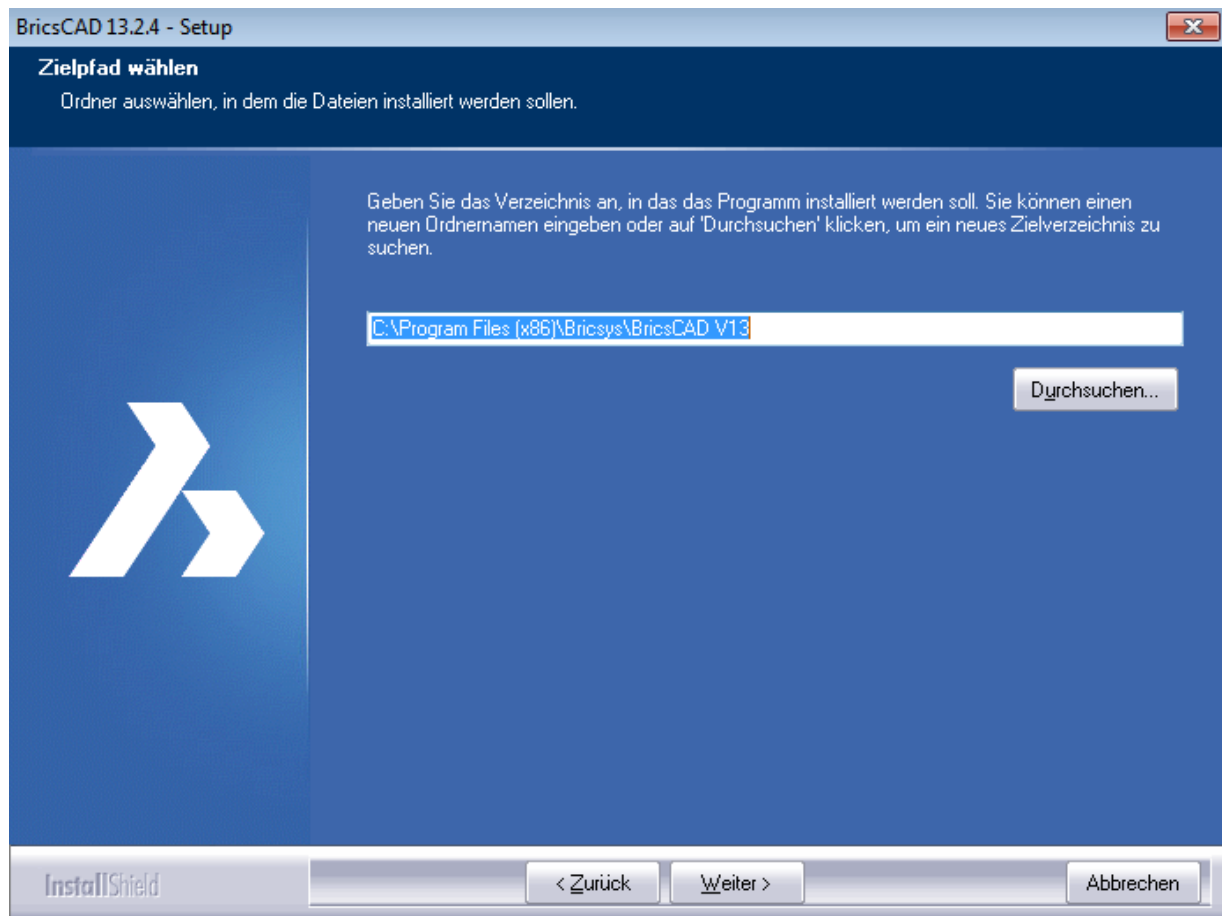 BricsCAD 13.2.4 - Setup
Zielpfad wählen
Ordner auswählen, in dem die Dateien installiert werden sollen.
Geben Sie das Verzeichnis an, in das das Programm installiert werden soll. Sie können einen
neuen Ordnernamen eingeben oder auf 'Durchsuchen' klicken, um ein neues Zielverzeichnis zu
suchen.
C:\Program Files (x86)\Bricsys\BricsCAD V13
Durchsuchen...
InstallShield
< Zurück
Weiter >
Abbrechen